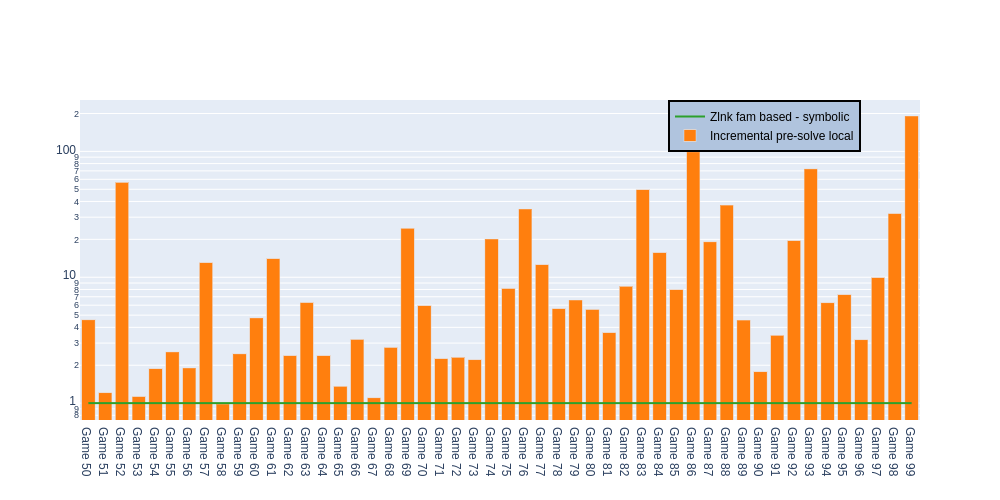 Zlnk fam based - symbolic
Incremental pre-solve local
2
100
9
8
7
6
5
4
3
2
10
9
8
7
6
5
4
3
2
1
9
8
Game 50
Game 51
Game 52
Game 53
Game 54
Game 55
Game 56
Game 57
Game 58
Game 59
Game 60
Game 61
Game 62
Game 63
Game 64
Game 65
Game 66
Game 67
Game 68
Game 69
Game 70
Game 71
Game 72
Game 73
Game 74
Game 75
Game 76
Game 77
Game 78
Game 79
Game 80
Game 81
Game 82
Game 83
Game 84
Game 85
Game 86
Game 87
Game 88
Game 89
Game 90
Game 91
Game 92
Game 93
Game 94
Game 95
Game 96
Game 97
Game 98
Game 99